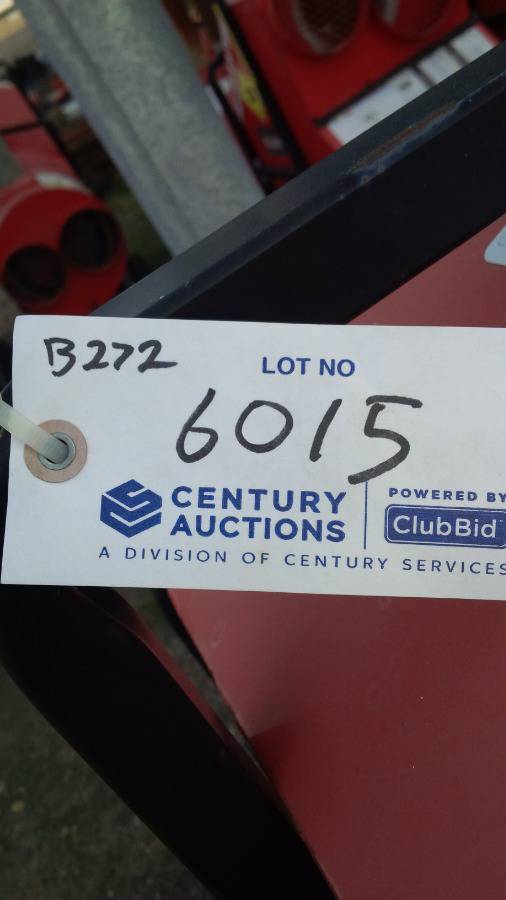 B272
LOT NO
6015
CENTURY
AUCTIONS
POWERED BY
ClubBid
A DIVISION OF CENTURY SERVICES